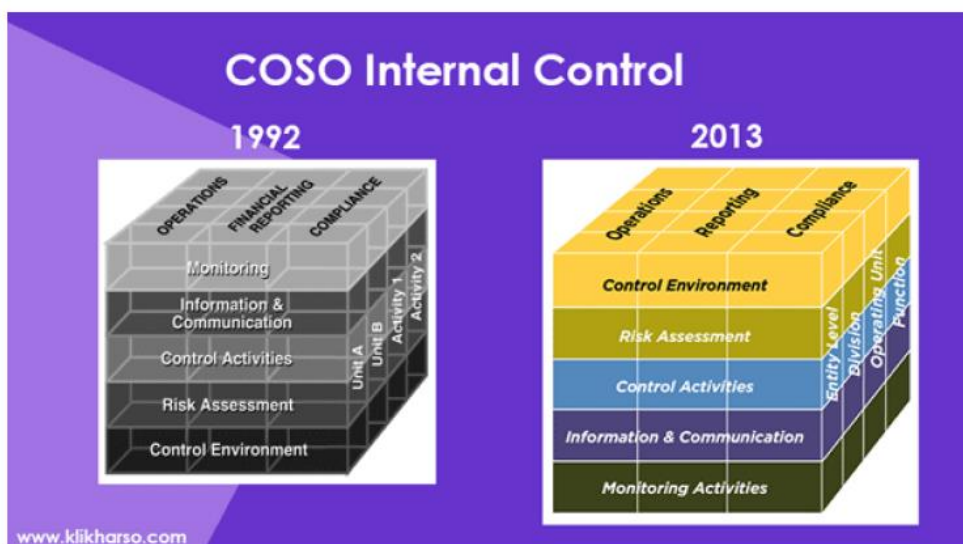 COSO Internal Control
1992
OPERATIONS
FINANCIAL
REPORTING
COMPLIANCE
Monitoring
Information &
Communication
Control Activities
Risk Assessment
Control Environment
Unit A
Unit B
Activity 1
Activity 2
2013
Operations
Reporting
Compliance
Control Environment
Risk Assessment
Control Activities
Information & Communication
Monitoring Activities
Entity Level
Division
Operating Unit
Function
www.klikharso.com